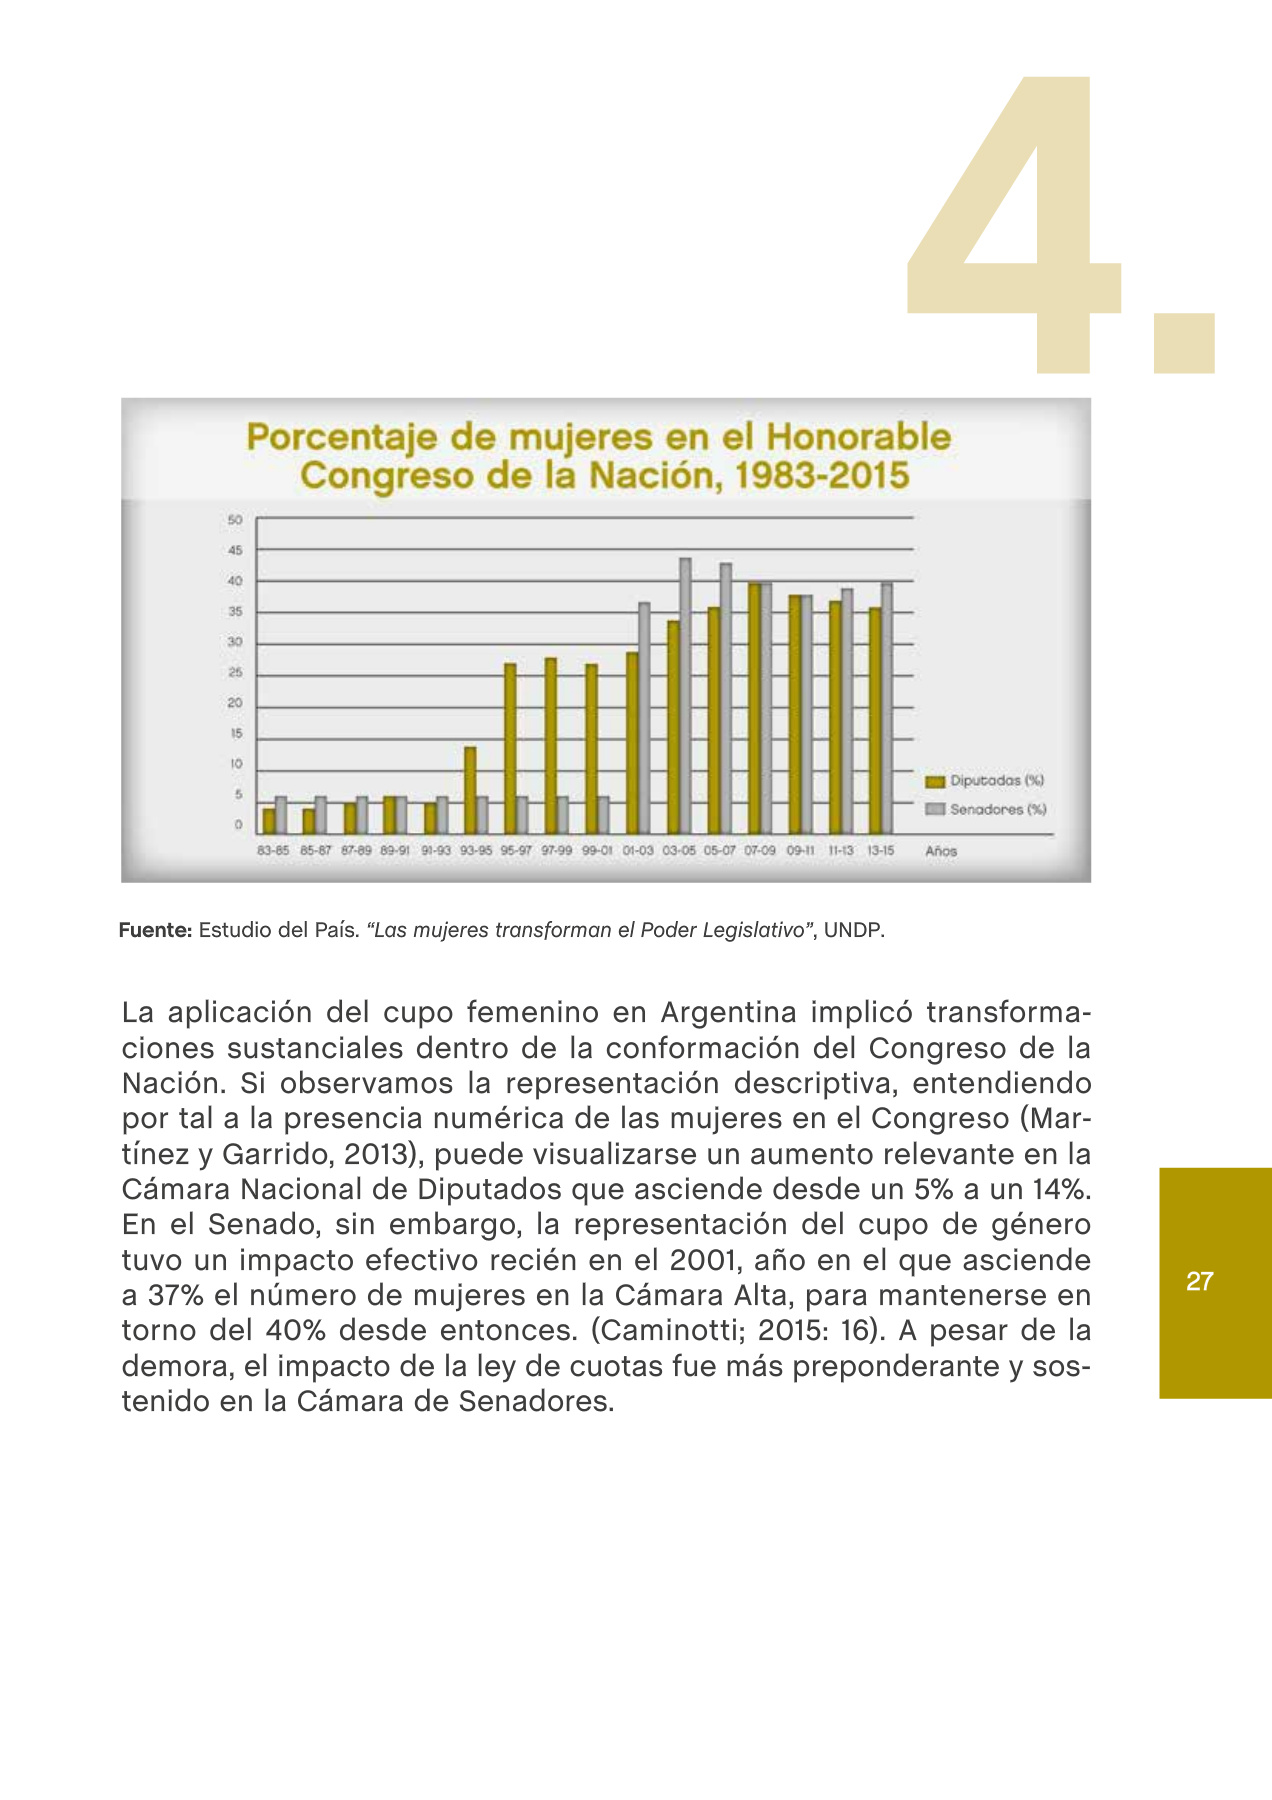 4.
Porcentaje de mujeres en el Honorable
Congreso de la Nación, 1983-2015
50
45
40
35
30
25
20
15
10
5
0
Diputadas (%)
Senadores (%)
83-85 85-87 87-89 89-91 91-93 93-95 95-97 97-99 99-01 01-03 03-05 05-07 07-09 09-11 11-13 13-15 Años
Fuente: Estudio del País. “Las mujeres transforman el Poder Legislativo”, UNDP.
La aplicación del cupo femenino en Argentina implicó transforma-
ciones sustanciales dentro de la conformación del Congreso de la
Nación. Si observamos la representación descriptiva, entendiendo
por tal a la presencia numérica de las mujeres en el Congreso (Mar-
tínez y Garrido, 2013), puede visualizarse un aumento relevante en la
Cámara Nacional de Diputados que asciende desde un 5% a un 14%.
En el Senado, sin embargo, la representación del cupo de género
tuvo un impacto efectivo recién en el 2001, año en el que asciende
a 37% el número de mujeres en la Cámara Alta, para mantenerse en
torno del 40% desde entonces. (Caminotti; 2015: 16). A pesar de la
demora, el impacto de la ley de cuotas fue más preponderante y sos-
tenido en la Cámara de Senadores.
27